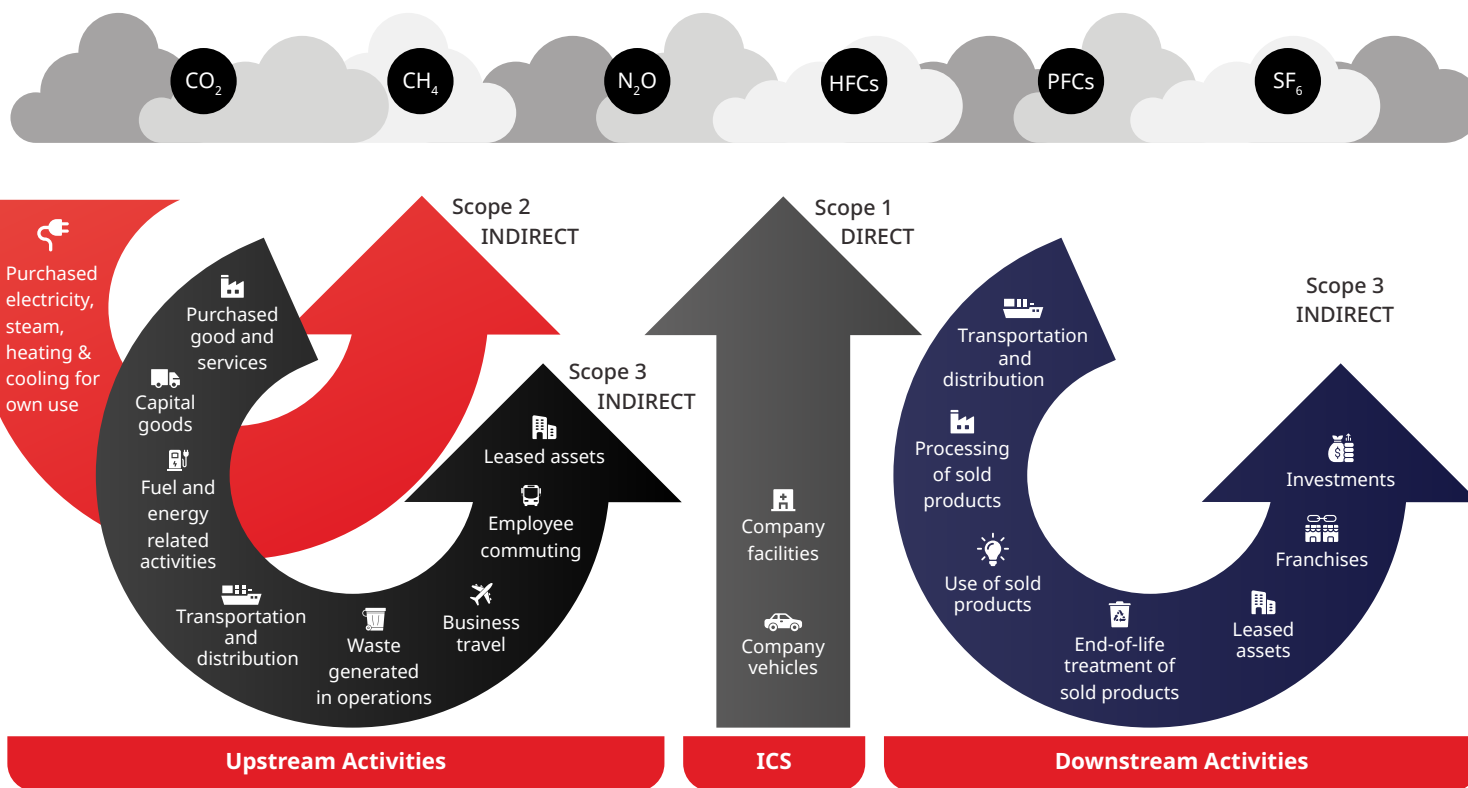 CO₂
CH₄
N₂O
HFCs
PFCs
SF₆
Purchased
electricity,
steam,
heating &
cooling for
own use
Scope 2
INDIRECT
Purchased
good and
services
Capital
goods
Fuel and
energy
related
activities
Transportation
and
distribution
Waste
generated
in operations
Business
travel
Employee
commuting
Leased assets
Scope 3
INDIRECT
Scope 1
DIRECT
Company
facilities
Company
vehicles
Transportation
and
distribution
Processing
of sold
products
Use of sold
products
End-of-life
treatment of
sold products
Leased
assets
Franchises
Investments
Scope 3
INDIRECT
Upstream Activities
ICS
Downstream Activities